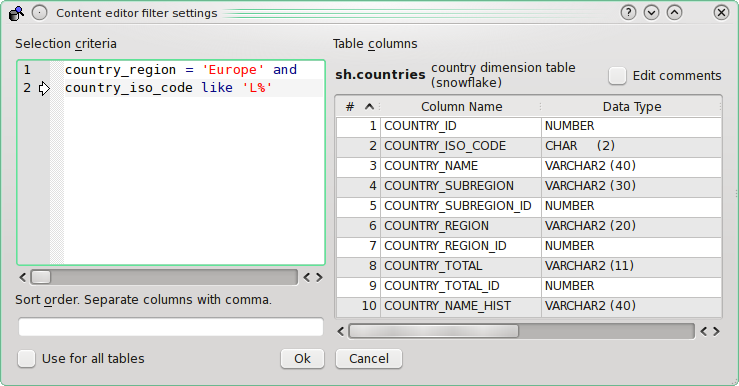 Content editor filter settings
Selection criteria
1 country_region = 'Europe' and
2 country_iso_code like 'L%'
Sort order. Separate columns with comma.
Use for all tables
Ok
Cancel
Table columns
sh.countries country dimension table
(snowflake)
Edit comments
# Column Name Data Type
1 COUNTRY_ID NUMBER
2 COUNTRY_ISO_CODE CHAR (2)
3 COUNTRY_NAME VARCHAR2 (40)
4 COUNTRY_SUBREGION VARCHAR2 (30)
5 COUNTRY_SUBREGION_ID NUMBER
6 COUNTRY_REGION VARCHAR2 (20)
7 COUNTRY_REGION_ID NUMBER
8 COUNTRY_TOTAL VARCHAR2 (11)
9 COUNTRY_TOTAL_ID NUMBER
10 COUNTRY_NAME_HIST VARCHAR2 (40)